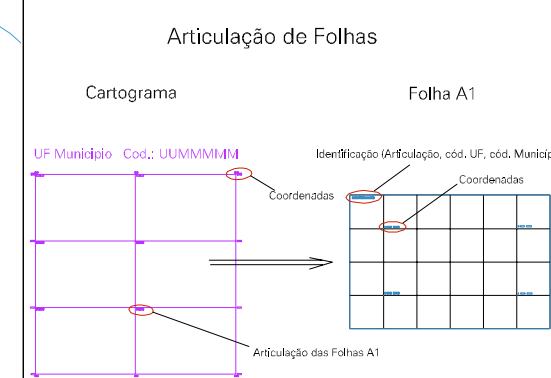 Articulação de Folhas
Cartograma
Folha A1
UF Municipio Cod.: UUMMMMM
Identificação (Articulação, cód. UF, cód. Municíp
Coordenadas
Coordenadas
Articulação das Folhas A1